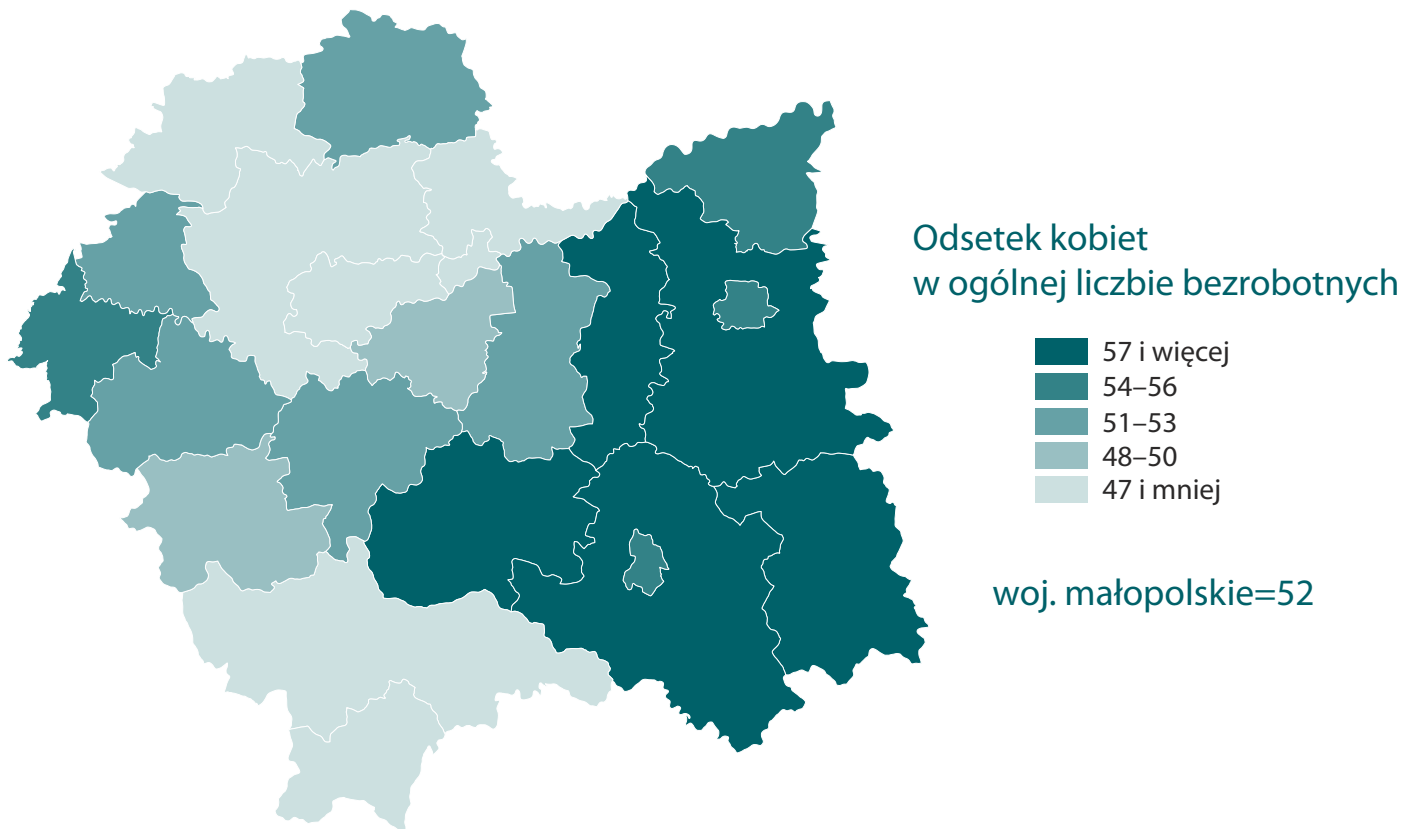 Odsetek kobiet
w ogólnej liczbie bezrobotnych
57 i więcej
54–56
51–53
48–50
47 i mniej
woj. małopolskie=52